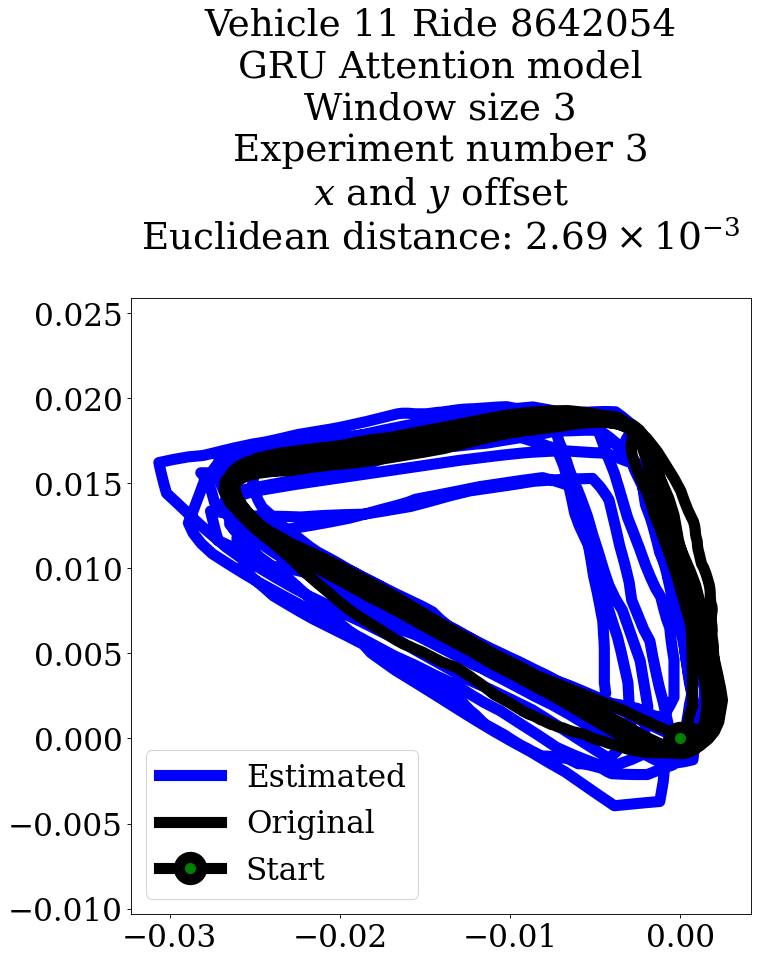 Vehicle 11 Ride 8642054
GRU Attention model
Window size 3
Experiment number 3
x and y offset
Euclidean distance: 2.69 × 10⁻³
0.025
0.020
0.015
0.010
0.005
0.000
−0.005
−0.010
Estimated
Original
Start
−0.03 −0.02 −0.01 0.00